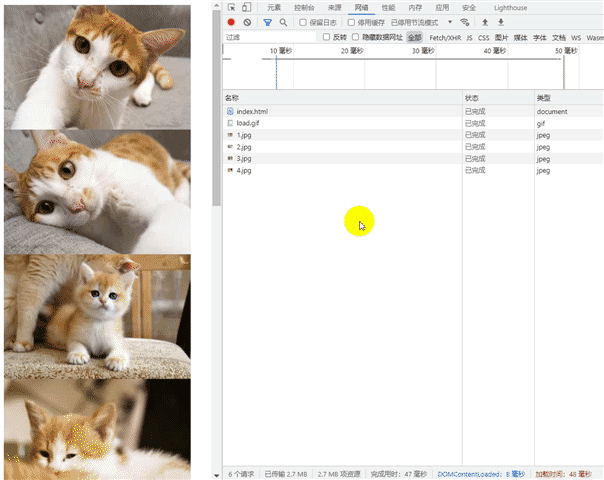 元素 控制台 来源 网络 性能 内存 应用 安全 Lighthouse
保留日志 停用缓存 已停用节流模式
过滤 反转 隐藏数据网址 全部 Fetch/XHR JS CSS 图片 媒体 字体 文档 WS Wasm
10 毫秒 20 毫秒 30 毫秒 40 毫秒 50 毫秒
名称 状态 类型
index.html 已完成 document
load.gif 已完成 gif
1.jpg 已完成 jpeg
2.jpg 已完成 jpeg
3.jpg 已完成 jpeg
4.jpg 已完成 jpeg
6 个请求 已传输 2.7 MB 2.7 MB 项资源 完成用时：47 毫秒 DOMContentLoaded：8 毫秒 加载时间：48 毫秒